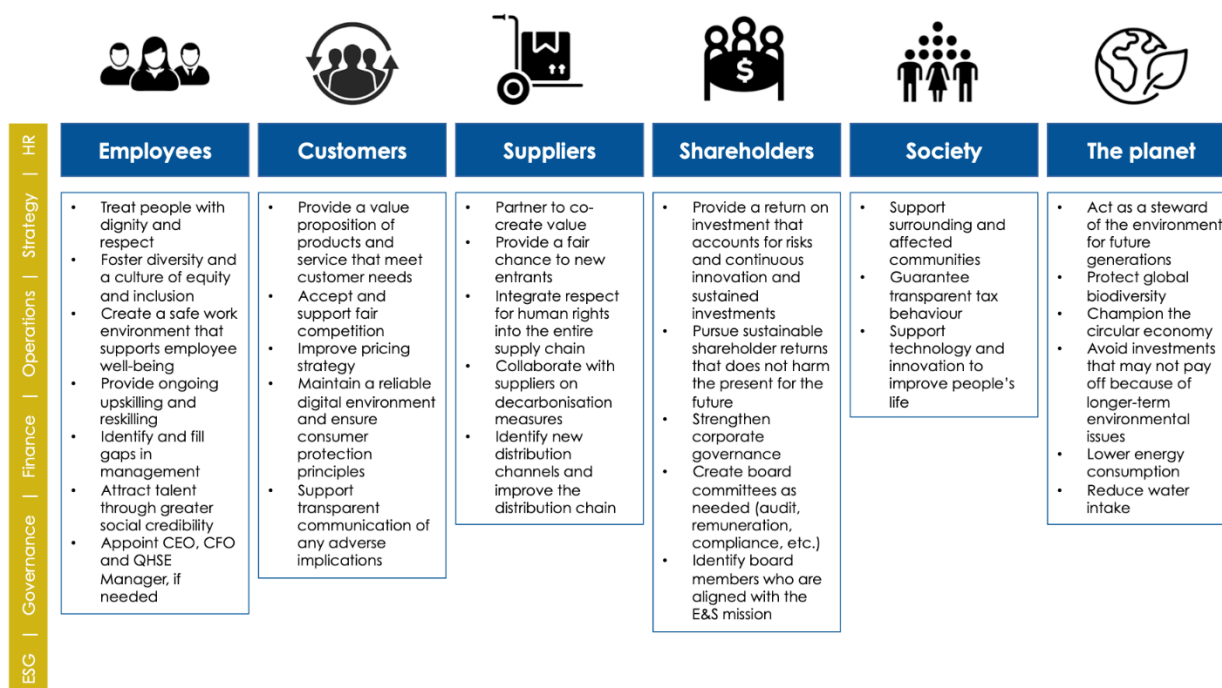 ESG | Governance | Finance | Operations | Strategy | HR
Employees
• Treat people with
dignity and
respect
• Foster diversity and
a culture of equity
and inclusion
• Create a safe work
environment that
supports employee
well-being
• Provide ongoing
upskilling and
reskilling
• Identify and fill
gaps in
management
• Attract talent
through greater
social credibility
• Appoint CEO, CFO
and QHSE
Manager, if
needed
Customers
• Provide a value
proposition of
products and
service that meet
customer needs
• Accept and
support fair
competition
• Improve pricing
strategy
• Maintain a reliable
digital environment
and ensure
consumer
protection
principles
• Support
transparent
communication of
any adverse
implications
Suppliers
• Partner to co-
create value
• Provide a fair
chance to new
entrants
• Integrate respect
for human rights
into the entire
supply chain
• Collaborate with
suppliers on
decarbonisation
measures
• Identify new
distribution
channels and
improve the
distribution chain
$
Shareholders
• Provide a return on
investment that
accounts for risks
and continuous
innovation and
sustained
investments
• Pursue sustainable
shareholder returns
that does not harm
the present for the
future
• Strengthen
corporate
governance
• Create board
committees as
needed (audit,
remuneration,
compliance, etc.)
• Identify board
members who are
aligned with the
E&S mission
Society
• Support
surrounding and
affected
communities
• Guarantee
transparent tax
behaviour
• Support
technology and
innovation to
improve people's
life
The planet
• Act as a steward
of the environment
for future
generations
• Protect global
biodiversity
• Champion the
circular economy
• Avoid investments
that may not pay
off because of
longer-term
environmental
issues
• Lower energy
consumption
• Reduce water
intake